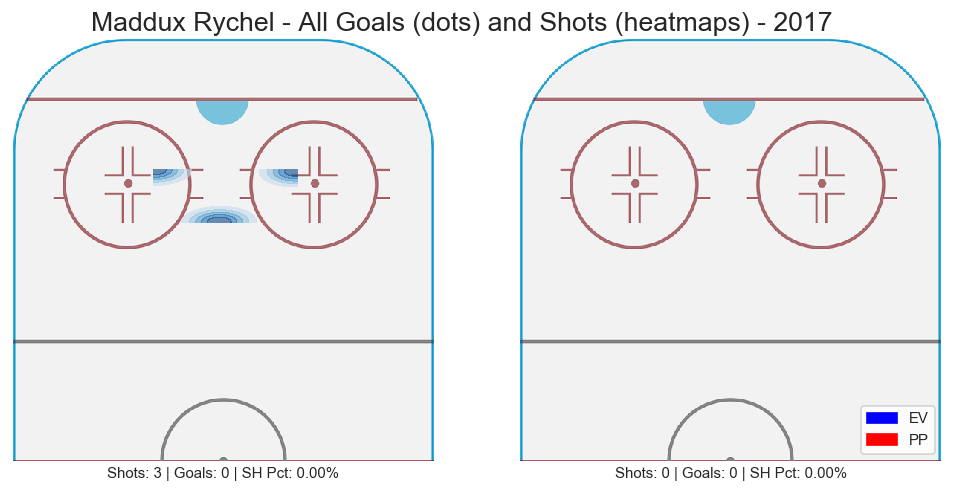 Maddux Rychel - All Goals (dots) and Shots (heatmaps) - 2017
EV
PP
Shots: 3 | Goals: 0 | SH Pct: 0.00%
Shots: 0 | Goals: 0 | SH Pct: 0.00%